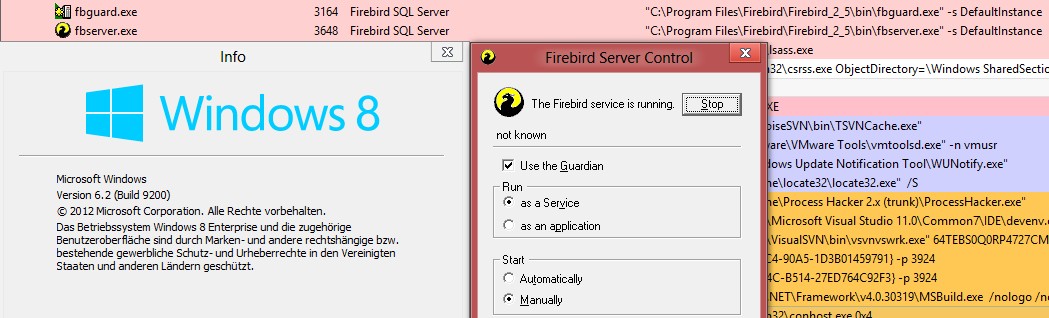 fbguard.exe 3164 Firebird SQL Server "C:\Program Files\Firebird\Firebird_2_5\bin\fbguard.exe" -s DefaultInstance
fbserver.exe 3648 Firebird SQL Server "C:\Program Files\Firebird\Firebird_2_5\bin\fbserver.exe" -s DefaultInstance
Info
Windows 8
Microsoft Windows
Version 6.2 (Build 9200)
© 2012 Microsoft Corporation. Alle Rechte vorbehalten.
Das Betriebssystem Windows 8 Enterprise und die zugehörige
Benutzeroberfläche sind durch Marken- und andere rechtshängige bzw.
bestehende gewerbliche Schutz- und Urheberrechte in den Vereinigten
Staaten und anderen Ländern geschützt.
Firebird Server Control
The Firebird service is running. Stop
not known
Use the Guardian
Run
as a Service
as an application
Start
Automatically
Manually
lsass.exe
32\csrss.exe ObjectDirectory=\Windows SharedSectio
EXE
oiseSVN\bin\TSVNCache.exe"
ware\VMware Tools\vmtoolsd.exe" -n vmusr
dows Update Notification Tool\WUNotify.exe"
ne\locate32\locate32.exe" /S
ne\Process Hacker 2.x (trunk)\ProcessHacker.exe"
\Microsoft Visual Studio 11.0\Common7\IDE\devenv.e
\VisualSVN\bin\vsvnvswrk.exe" 64TEBS0Q0RP4727CM
C4-90A5-1D3B01459791} -p 3924
4C-B514-27ED764C92F3} -p 3924
.NET\Framework\v4.0.30319\MSBuild.exe /nologo /no
32\conhost.exe 0x4